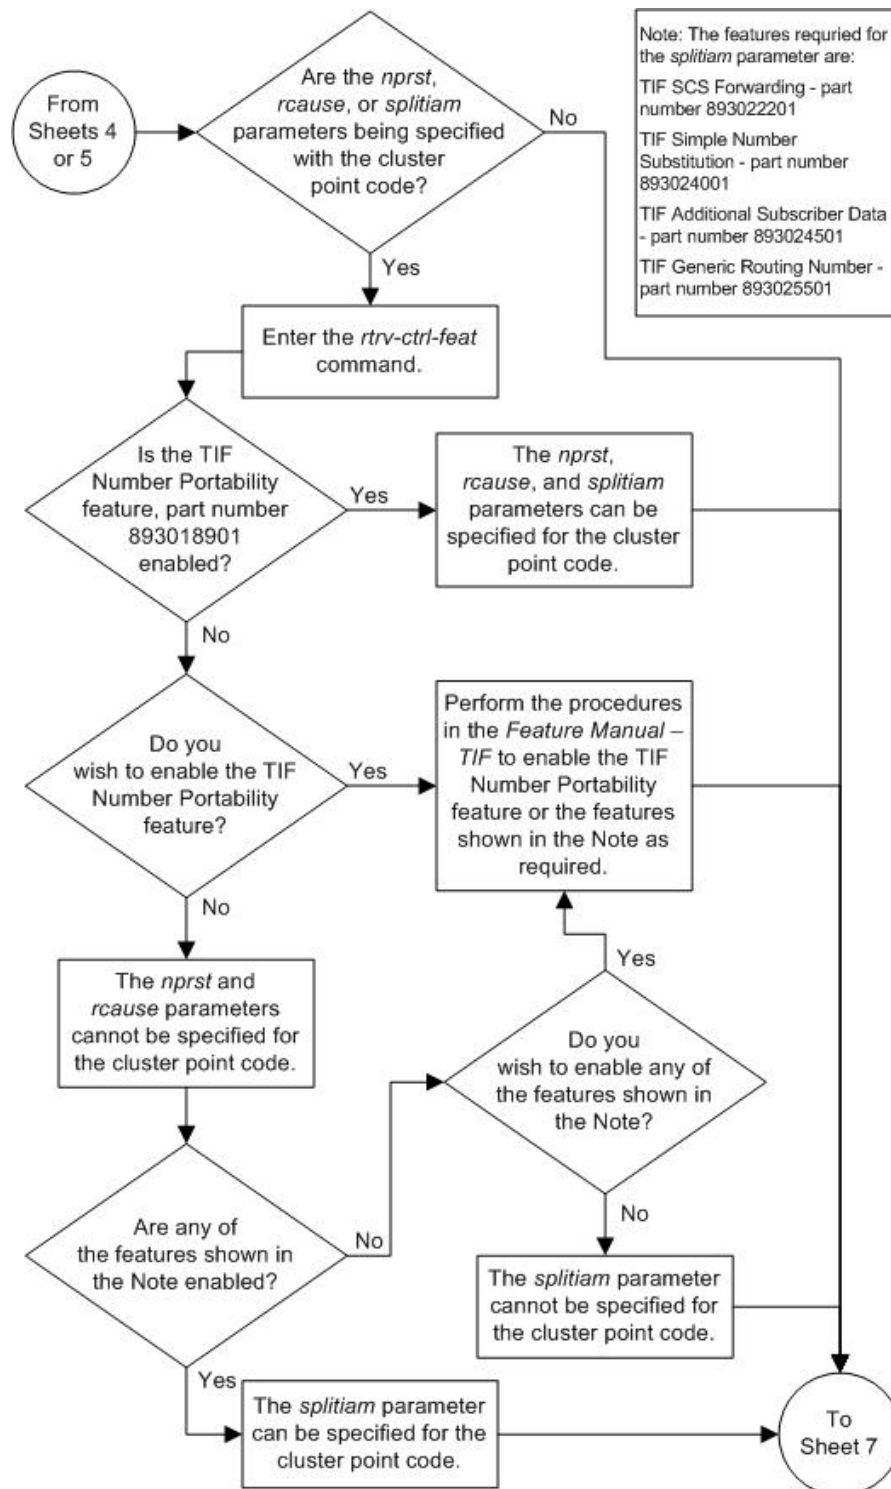 From
Sheets 4
or 5
Are the nprst,
rcause, or splitiam
parameters being specified
with the cluster
point code?
No
Yes
Note: The features requried for
the splitiam parameter are:
TIF SCS Forwarding - part
number 893022201
TIF Simple Number
Substitution - part number
893024001
TIF Additional Subscriber Data
- part number 893024501
TIF Generic Routing Number -
part number 893025501
Enter the rtrv-ctrl-feat
command.
Is the TIF
Number Portability
feature, part number
893018901
enabled?
Yes
No
The nprst,
rcause, and splitiam
parameters can be
specified for the cluster
point code.
Do you
wish to enable the TIF
Number Portability
feature?
Yes
No
Perform the procedures
in the Feature Manual –
TIF to enable the TIF
Number Portability
feature or the features
shown in the Note as
required.
The nprst and
rcause parameters
cannot be specified for
the cluster point code.
Yes
Do you
wish to enable any of
the features shown in
the Note?
No
Are any of
the features shown in
the Note enabled?
No
Yes
The splitiam parameter
cannot be specified for
the cluster point code.
The splitiam parameter
can be specified for the
cluster point code.
To
Sheet 7